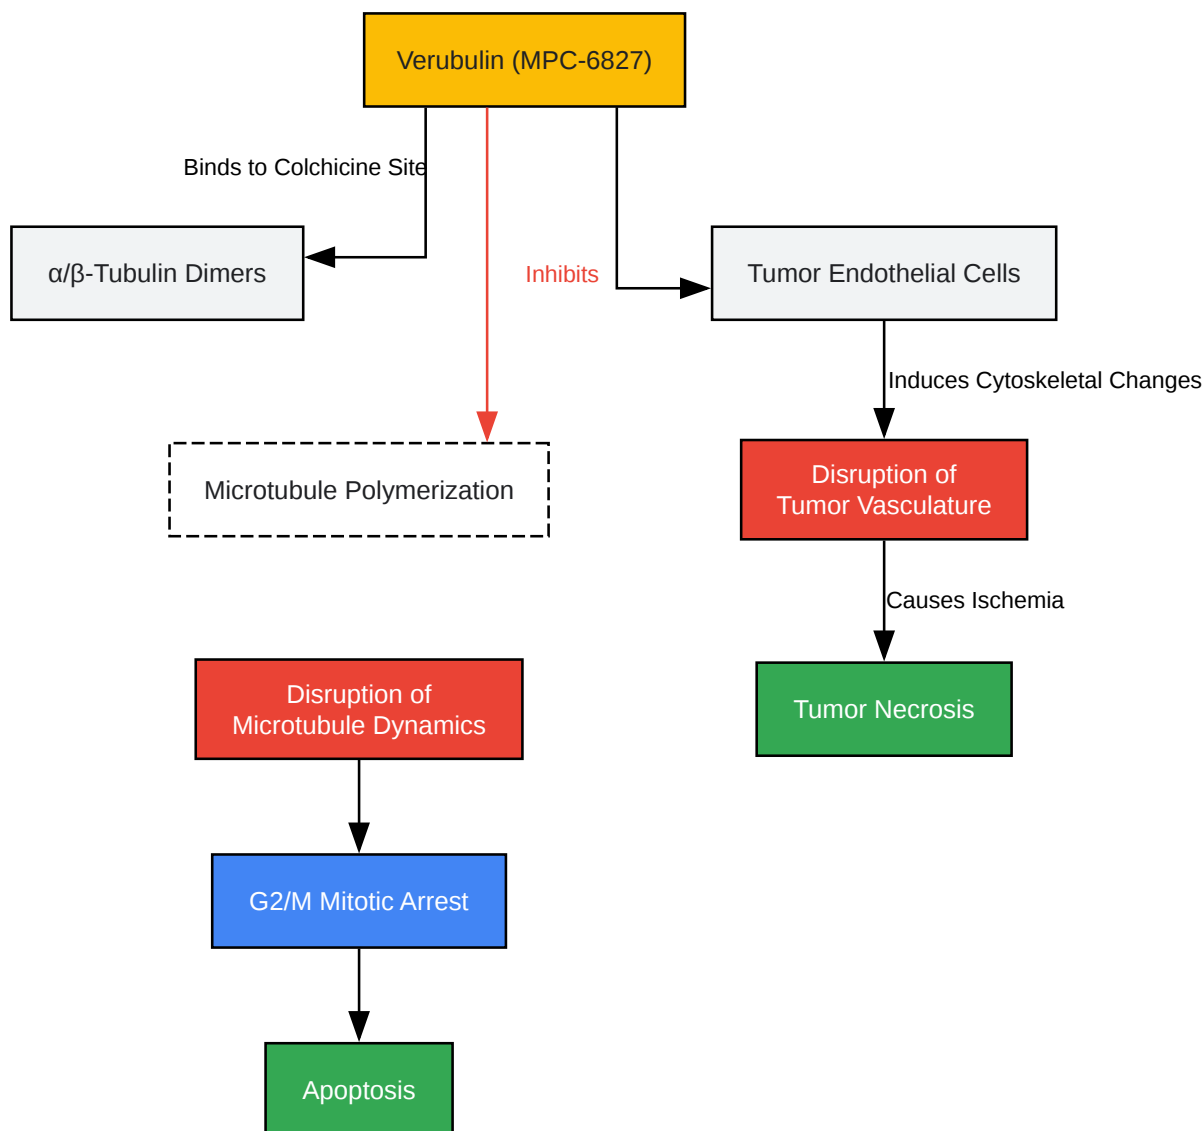 Verubulin (MPC-6827)
Binds to Colchicine Site
α/β-Tubulin Dimers
Inhibits
Tumor Endothelial Cells
Induces Cytoskeletal Changes
Microtubule Polymerization
Disruption of
Tumor Vasculature
Causes Ischemia
Disruption of
Microtubule Dynamics
Tumor Necrosis
G2/M Mitotic Arrest
Apoptosis